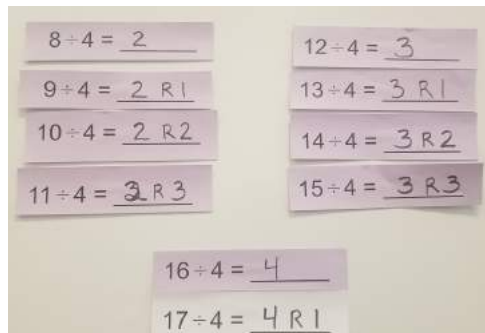 8÷4 = 2
9÷4 = 2 R1
10÷4 = 2 R2
11÷4 = 2 R3
12÷4 = 3
13÷4 = 3 R1
14÷4 = 3 R2
15÷4 = 3 R3
16÷4 = 4
17÷4 = 4 R1